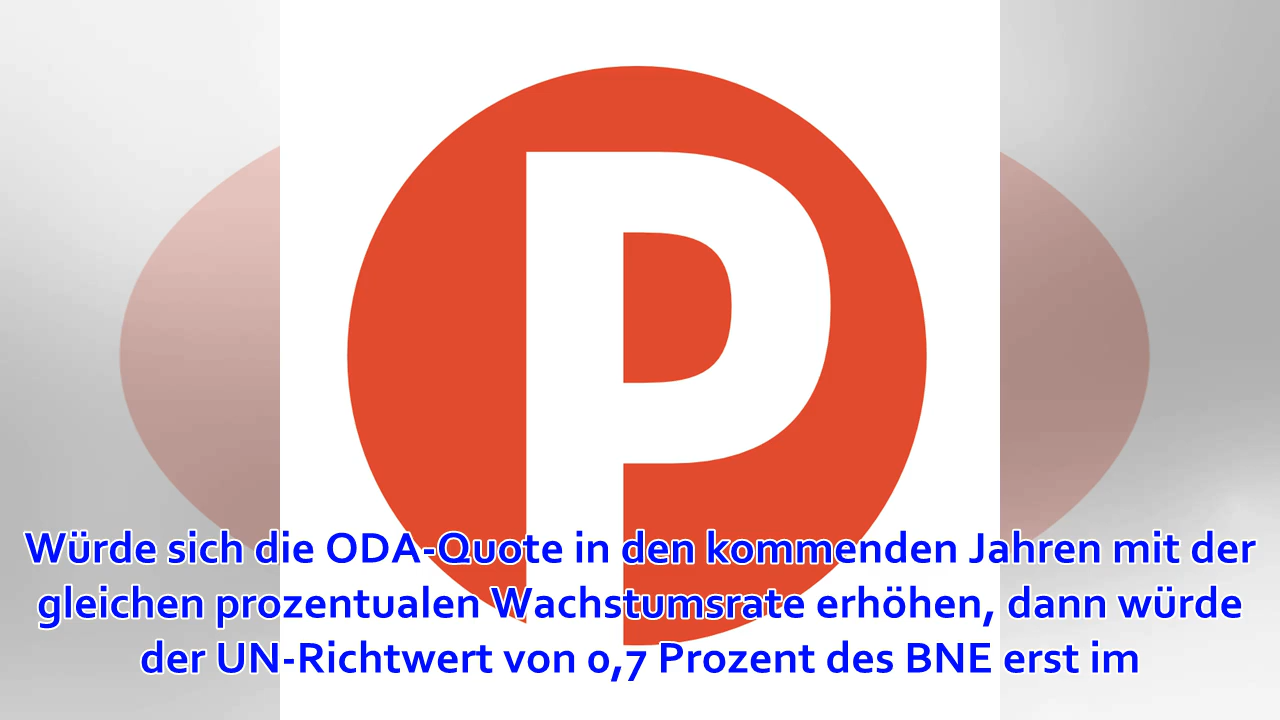 P
Würde sich die ODA-Quote in den kommenden Jahren mit der
gleichen prozentualen Wachstumsrate erhöhen, dann würde
der UN-Richtwert von 0,7 Prozent des BNE erst im